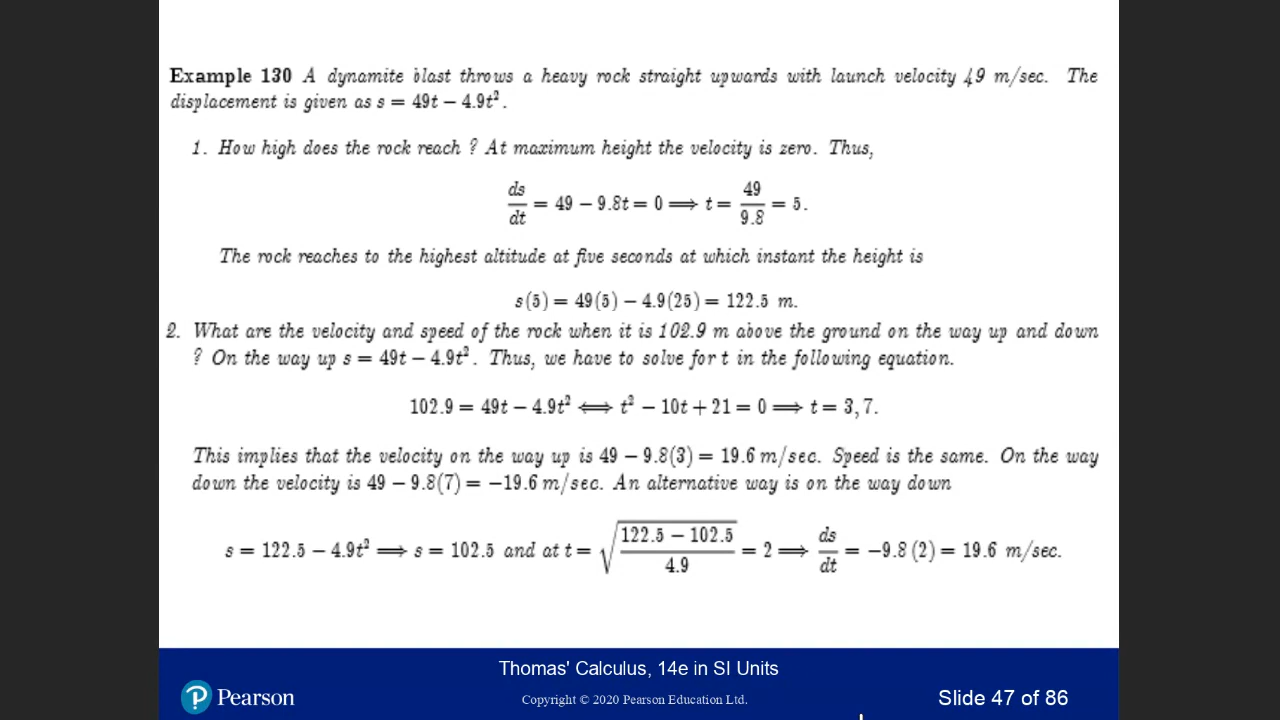 Example 130 A dynamite blast throws a heavy rock straight upwards with launch velocity 49 m/sec. The
displacement is given as s = 49t − 4.9t².
1. How high does the rock reach ? At maximum height the velocity is zero. Thus,
ds/dt = 49 − 9.8t = 0 ⟹ t = 49/9.8 = 5.
The rock reaches to the highest altitude at five seconds at which instant the height is
s(5) = 49(5) − 4.9(25) = 122.5 m.
2. What are the velocity and speed of the rock when it is 102.9 m above the ground on the way up and down
? On the way up s = 49t − 4.9t². Thus, we have to solve for t in the following equation.
102.9 = 49t − 4.9t² ⟺ t² − 10t + 21 = 0 ⟹ t = 3, 7.
This implies that the velocity on the way up is 49 − 9.8(3) = 19.6 m/sec. Speed is the same. On the way
down the velocity is 49 − 9.8(7) = −19.6 m/sec. An alternative way is on the way down
s = 122.5 − 4.9t² ⟹ s = 102.5 and at t = √((122.5 − 102.5)/4.9) = 2 ⟹ ds/dt = −9.8 (2) = 19.6 m/sec.
Thomas' Calculus, 14e in SI Units
Copyright © 2020 Pearson Education Ltd.
Pearson
Slide 47 of 86